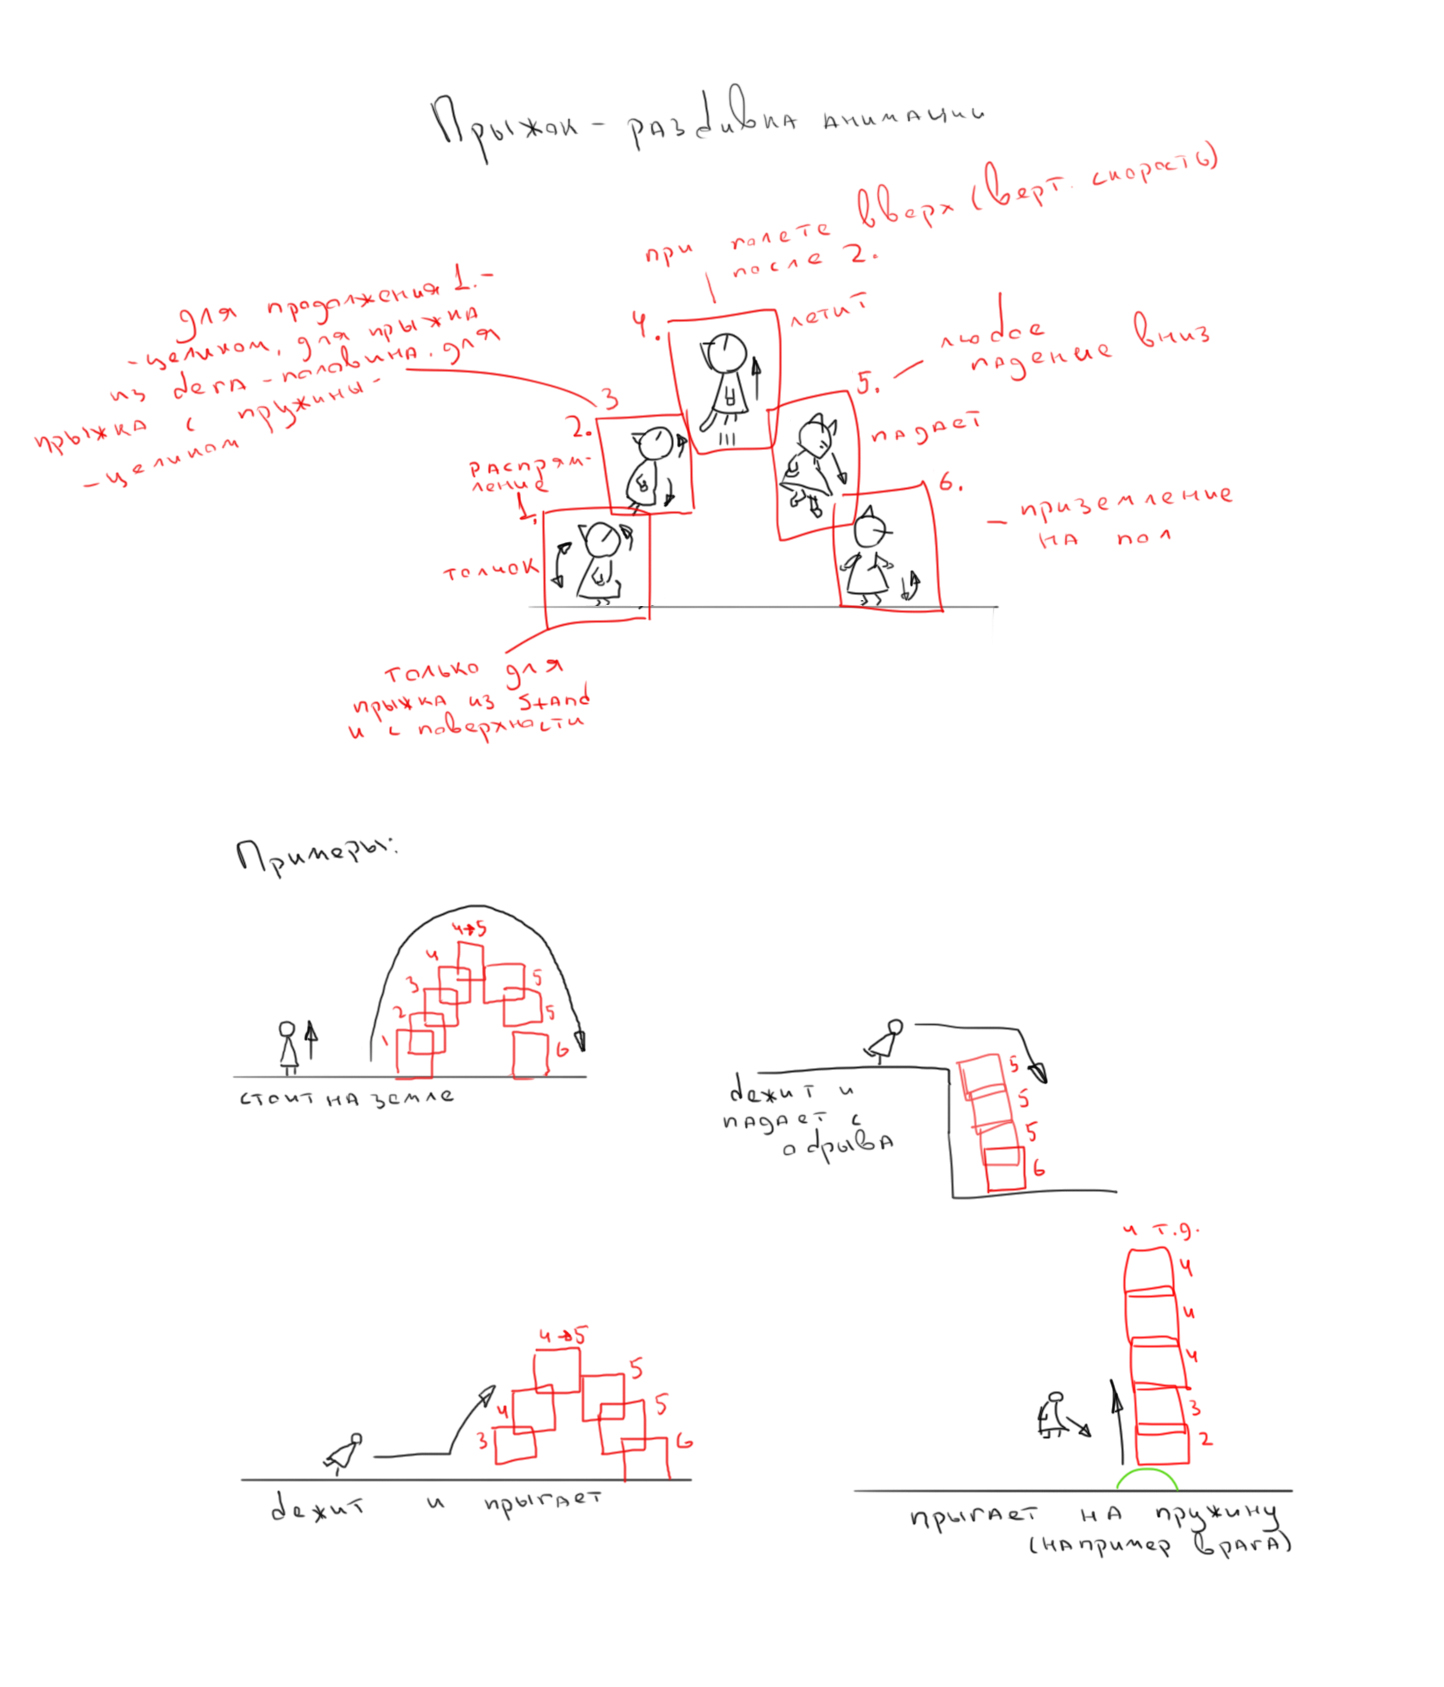 Прыжок - разбивка анимации
при полете вверх (верт. скорость)
после 2.
для продолжения 1. -
- целиком, для прыжка
из бега - половина. для
прыжка с пружины -
- целиком
4.
летит
3
2.
распрям-
ление
5. - любое
падение вниз
падает
1.
толчок
6.
- приземление
на пол
только для
прыжка из Stand
и с поверхности
Примеры:
4→5
4
3
2
1
5
5
6
стоит на земле
5
5
5
6
бежит и
падает с
обрыва
4→5
4
3
5
5
6
бежит и прыгает
и т.д.
4
4
4
3
2
прыгает на пружину
(например врага)